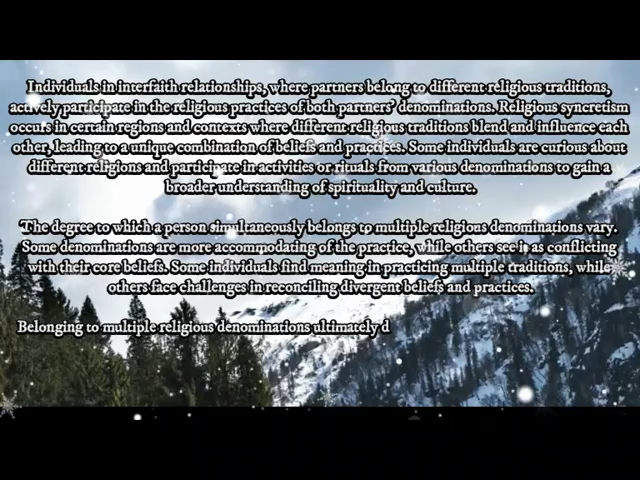 Individuals in interfaith relationships, where partners belong to different religious traditions,
actively participate in the religious practices of both partners' denominations. Religious syncretism
occurs in certain regions and contexts where different religious traditions blend and influence each
other, leading to a unique combination of beliefs and practices. Some individuals are curious about
different religions and participate in activities or rituals from various denominations to gain a
broader understanding of spirituality and culture.
The degree to which a person simultaneously belongs to multiple religious denominations vary.
Some denominations are more accommodating of the practice, while others see it as conflicting
with their core beliefs. Some individuals find meaning in practicing multiple traditions, while
others face challenges in reconciling divergent beliefs and practices.
Belonging to multiple religious denominations ultimately d